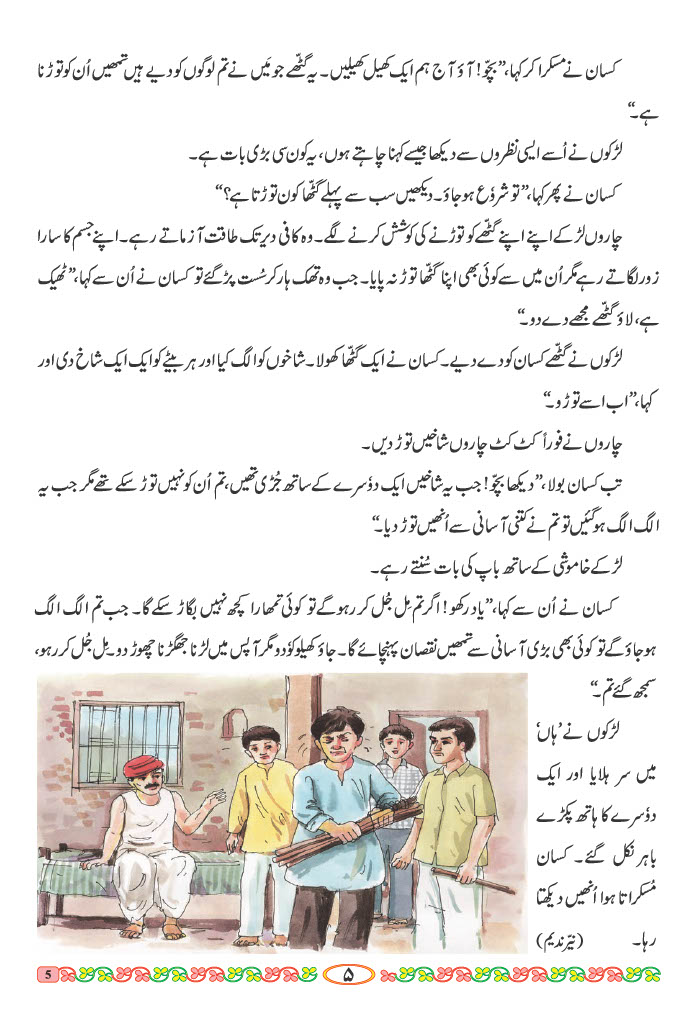 کسان نے مسکرا کر کہا، ”بچّو! آؤ آج ہم ایک کھیل کھیلیں۔ یہ گٹھے جو مَیں نے تم لوگوں کو دیے ہیں تمھیں اُن کو توڑنا
ہے۔“
لڑکوں نے اُسے ایسی نظروں سے دیکھا جیسے کہنا چاہتے ہوں، یہ کون سی بڑی بات ہے۔
کسان نے پھر کہا، ”تو شروٗع ہو جاؤ۔ دیکھیں سب سے پہلے گٹھا کون توڑتا ہے؟“
چاروں لڑکے اپنے اپنے گٹھے کو توڑنے کی کوشش کرنے لگے۔ وہ کافی دیر تک طاقت آزماتے رہے۔ اپنے جسم کا سارا
زور لگاتے رہے مگر اُن میں سے کوئی بھی اپنا گٹھا توڑ نہ پایا۔ جب وہ تھک ہار کر سُست پڑ گئے تو کسان نے اُن سے کہا، ”ٹھیک
ہے، لاؤ گٹھے مجھے دے دو۔“
لڑکوں نے گٹھے کسان کو دے دیے۔ کسان نے ایک گٹھا کھولا۔ شاخوں کو الگ کیا اور ہر بیٹے کو ایک ایک شاخ دی اور
کہا، ”اب اسے توڑو۔“
چاروں نے فوراً کٹ کٹ چاروں شاخیں توڑ دیں۔
تب کسان بولا، ”دیکھا بچّو! جب یہ شاخیں ایک دوٗسرے کے ساتھ جُڑی تھیں، تم اُن کو نہیں توڑ سکے تھے مگر جب یہ
الگ الگ ہو گئیں تو تم نے کتنی آسانی سے اُنھیں توڑ دیا۔“
لڑکے خاموشی کے ساتھ باپ کی بات سُنتے رہے۔
کسان نے اُن سے کہا، ”یاد رکھو! اگر تم مِل جُل کر رہو گے تو کوئی تمھارا کچھ نہیں بگاڑ سکے گا۔ جب تم الگ الگ
ہو جاؤ گے تو کوئی بھی بڑی آسانی سے تمھیں نقصان پہنچائے گا۔ جاؤ کھیلو کوٗدو مگر آپس میں لڑنا جھگڑنا چھوڑ دو۔ مِل جُل کر رہو،
سمجھ گئے تم۔“
لڑکوں نے ’ہاں‘
میں سر ہلایا اور ایک
دوٗسرے کا ہاتھ پکڑے
باہر نکل گئے۔ کسان
مُسکراتا ہوا اُنھیں دیکھتا
رہا۔ (نیّر ندیم)
۵
5